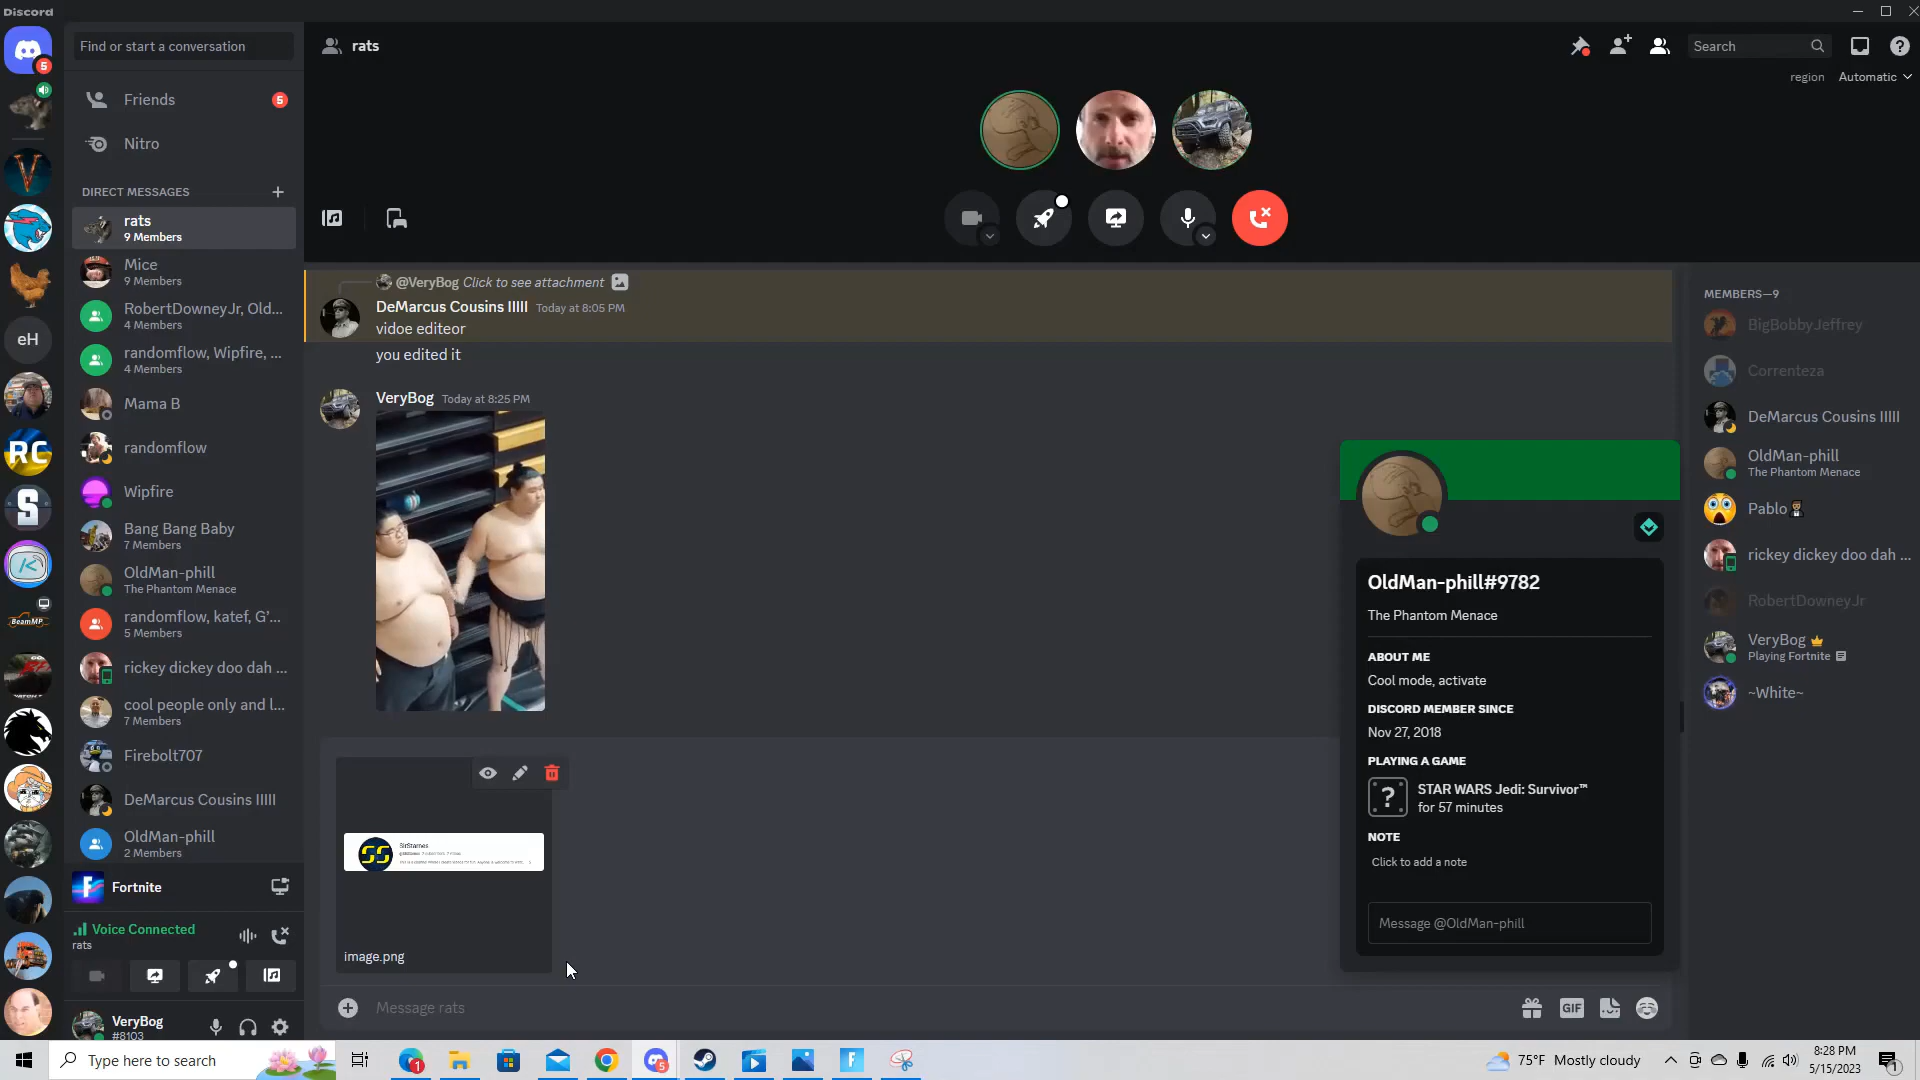 Discord
Find or start a conversation
rats
Search
region Automatic
Friends 5
Nitro
DIRECT MESSAGES +
rats
9 Members
Mice
9 Members
RobertDowneyJr, Old...
4 Members
randomflow, Wipfire, ...
4 Members
Mama B
randomflow
Wipfire
Bang Bang Baby
7 Members
OldMan-phill
The Phantom Menace
randomflow, katef, G'...
5 Members
rickey dickey doo dah ...
cool people only and l...
7 Members
Firebolt707
DeMarcus Cousins IIIII
OldMan-phill
2 Members
Fortnite
Voice Connected
rats
VeryBog
#8103
5
V
eH
RC
S
BeamMP
@VeryBog Click to see attachment
DeMarcus Cousins IIIII Today at 8:05 PM
vidoe editeor
you edited it
VeryBog Today at 8:25 PM
SS
SirStarnes
image.png
Message rats
GIF
OldMan-phill#9782
The Phantom Menace
ABOUT ME
Cool mode, activate
DISCORD MEMBER SINCE
Nov 27, 2018
PLAYING A GAME
? STAR WARS Jedi: Survivor™
for 57 minutes
NOTE
Click to add a note
Message @OldMan-phill
MEMBERS—9
BigBobbyJeffrey
Correnteza
DeMarcus Cousins IIIII
OldMan-phill
The Phantom Menace
Pablo
rickey dickey doo dah ...
RobertDowneyJr
VeryBog
Playing Fortnite
~White~
Type here to search
1
5
F
75°F Mostly cloudy
8:28 PM
5/15/2023
1